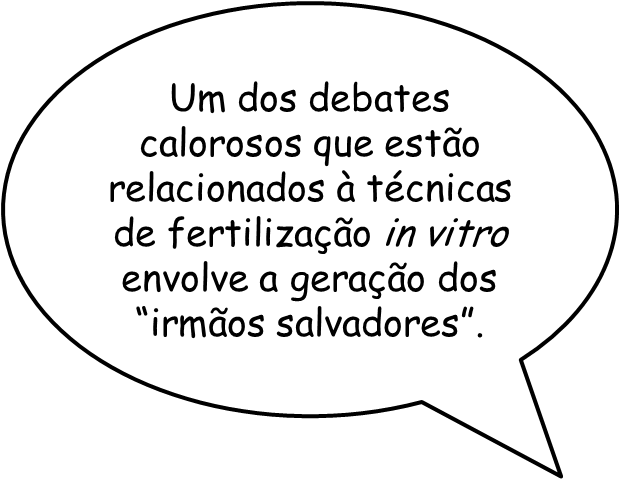 Um dos debates
calorosos que estão
relacionados à técnicas
de fertilização in vitro
envolve a geração dos
“irmãos salvadores”.